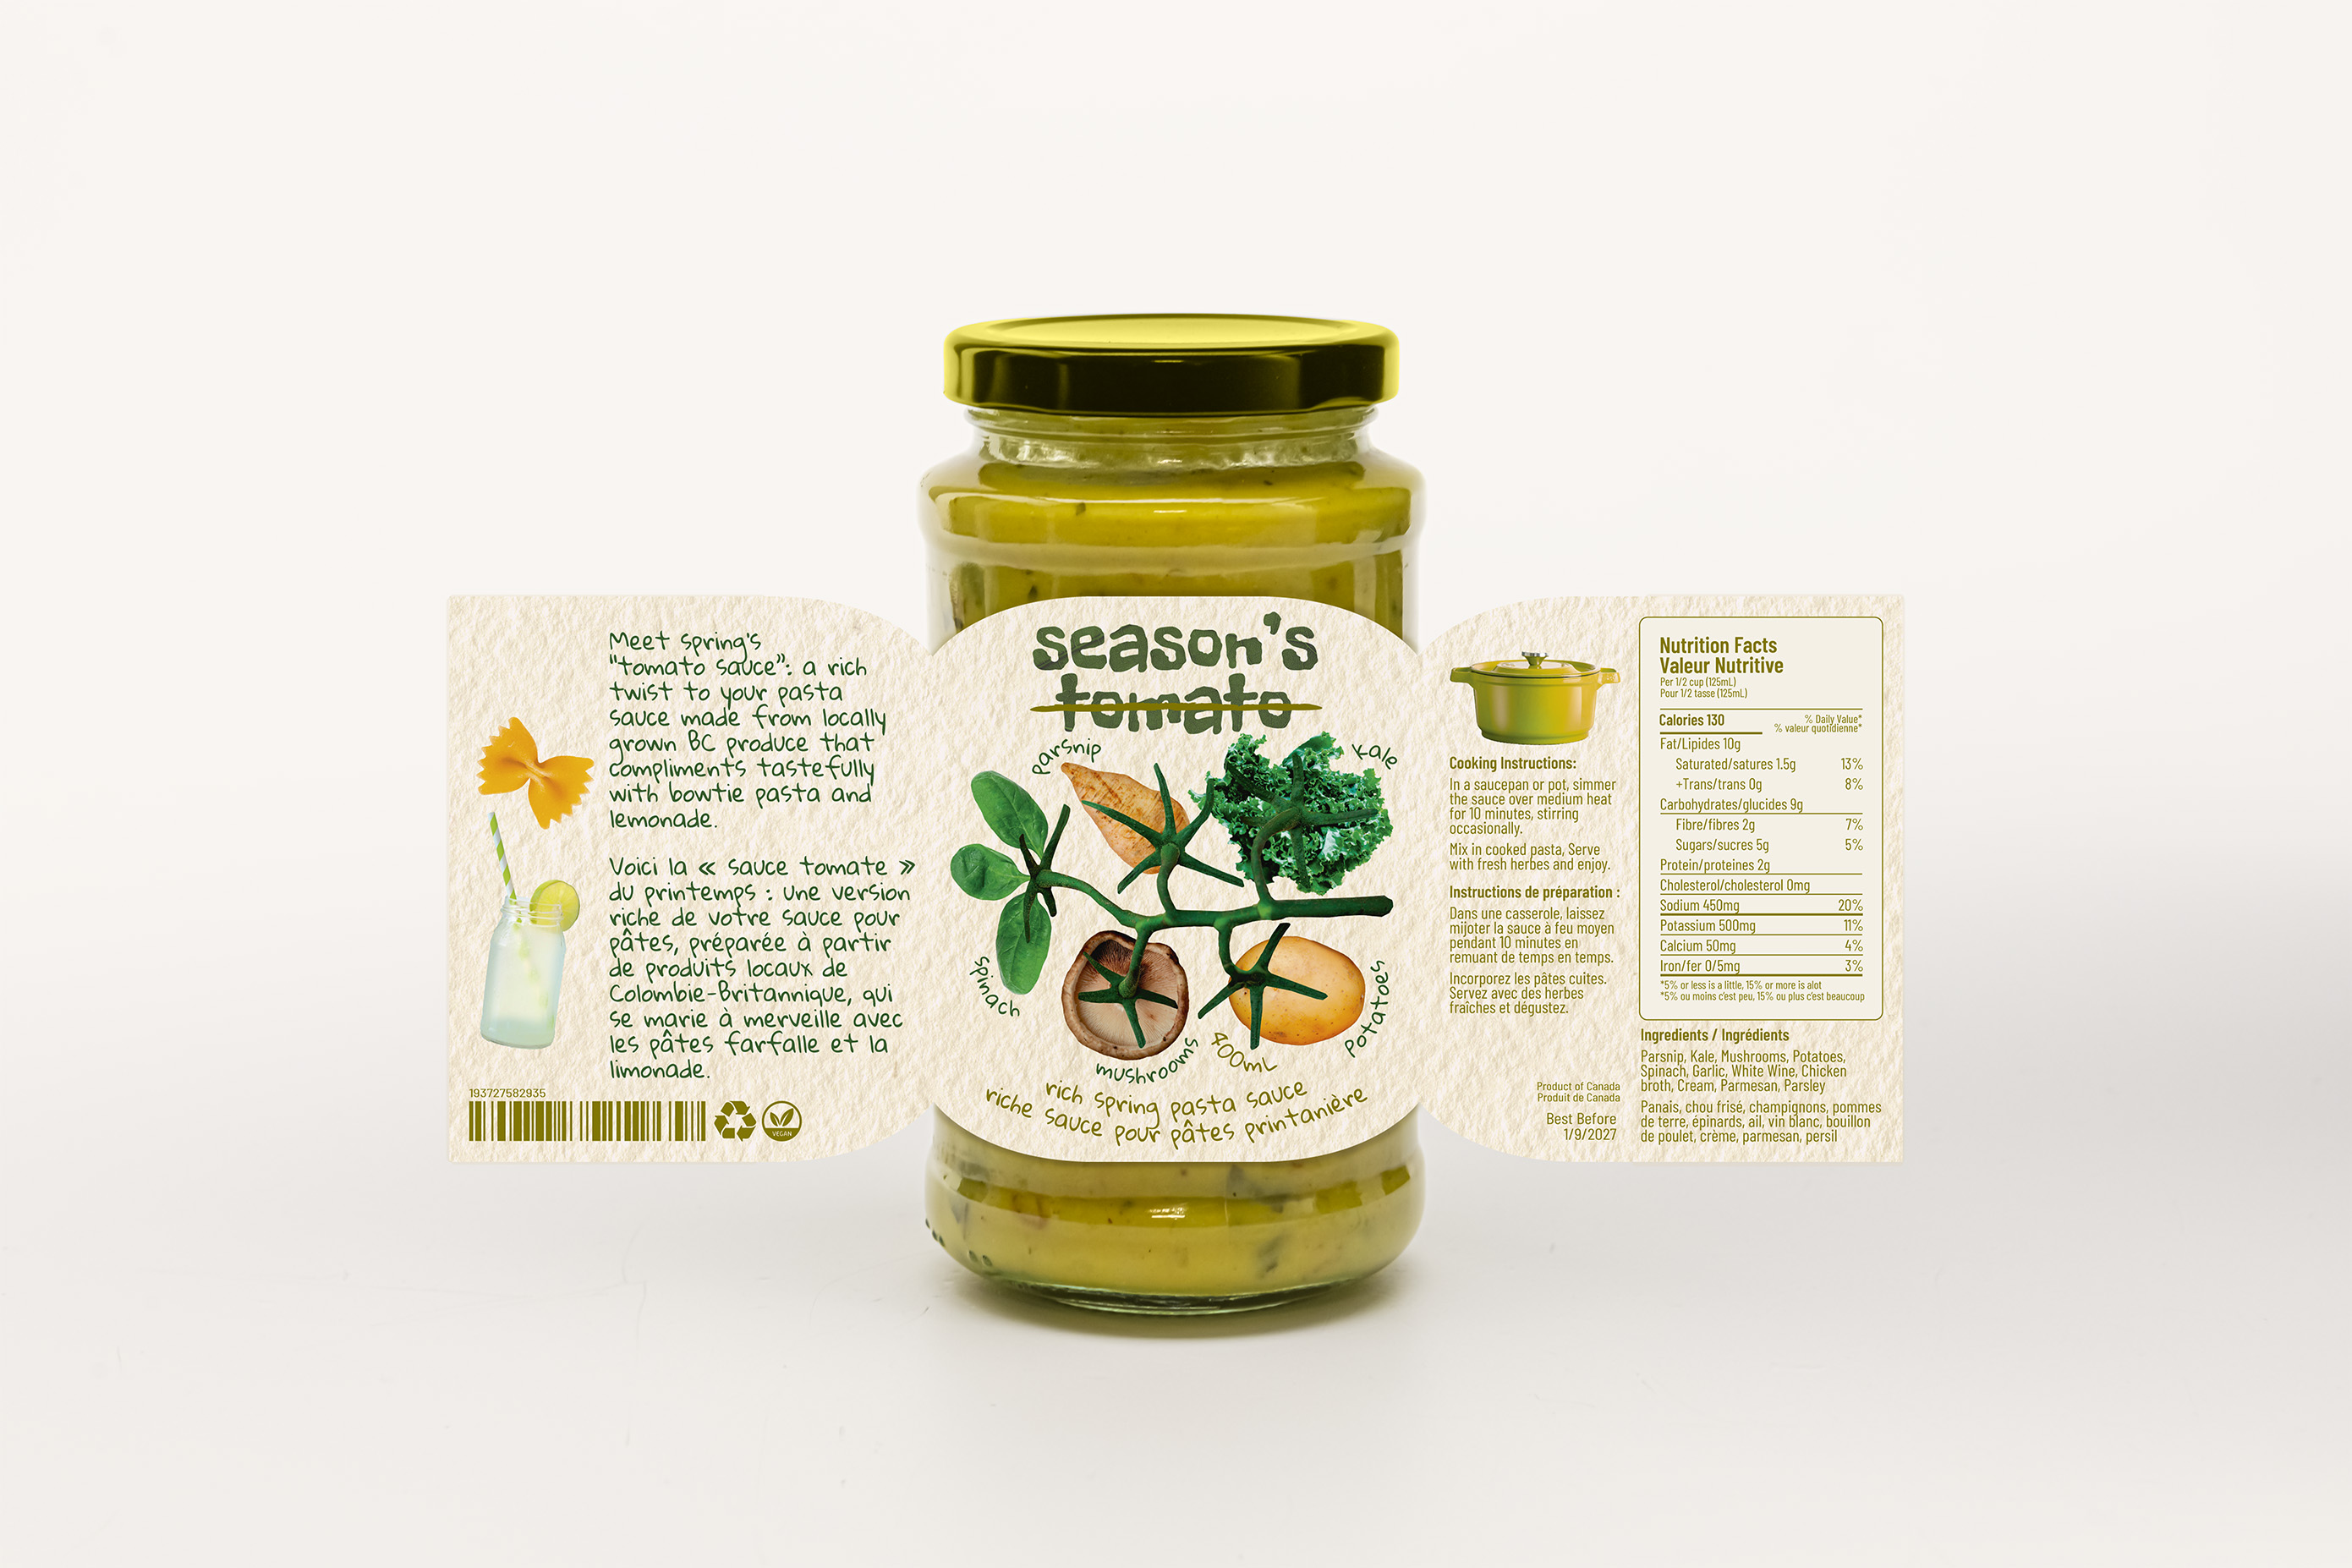 Meet Spring's
"tomato sauce": a rich
twist to your pasta
sauce made from locally
grown BC produce that
compliments tastefully
with bowtie pasta and
lemonade.
Voici la « sauce tomate »
du printemps : une version
riche de votre sauce pour
pâtes, préparée à partir
de produits locaux de
Colombie-Britannique, qui
se marie à merveille avec
les pâtes farfalle et la
limonade.
193727582935
VEGAN
season's
tomato
parsnip
kale
spinach
mushrooms
400mL
potatoes
rich spring pasta sauce
riche sauce pour pâtes printanière
Cooking Instructions:
In a saucepan or pot, simmer
the sauce over medium heat
for 10 minutes, stirring
occasionally.
Mix in cooked pasta, Serve
with fresh herbes and enjoy.
Instructions de préparation :
Dans une casserole, laissez
mijoter la sauce à feu moyen
pendant 10 minutes en
remuant de temps en temps.
Incorporez les pâtes cuites.
Servez avec des herbes
fraîches et dégustez.
Product of Canada
Produit de Canada
Best Before
1/9/2027
Nutrition Facts
Valeur Nutritive
Per 1/2 cup (125mL)
Pour 1/2 tasse (125mL)
Calories 130
% Daily Value*
% valeur quotidienne*
Fat/Lipides 10g
Saturated/satures 1.5g 13%
+Trans/trans 0g 8%
Carbohydrates/glucides 9g
Fibre/fibres 2g 7%
Sugars/sucres 5g 5%
Protein/proteines 2g
Cholesterol/cholesterol 0mg
Sodium 450mg 20%
Potassium 500mg 11%
Calcium 50mg 4%
Iron/fer 0/5mg 3%
*5% or less is a little, 15% or more is alot
*5% ou moins c'est peu, 15% ou plus c'est beaucoup
Ingredients / Ingrédients
Parsnip, Kale, Mushrooms, Potatoes,
Spinach, Garlic, White Wine, Chicken
broth, Cream, Parmesan, Parsley
Panais, chou frisé, champignons, pommes
de terre, épinards, ail, vin blanc, bouillon
de poulet, crème, parmesan, persil